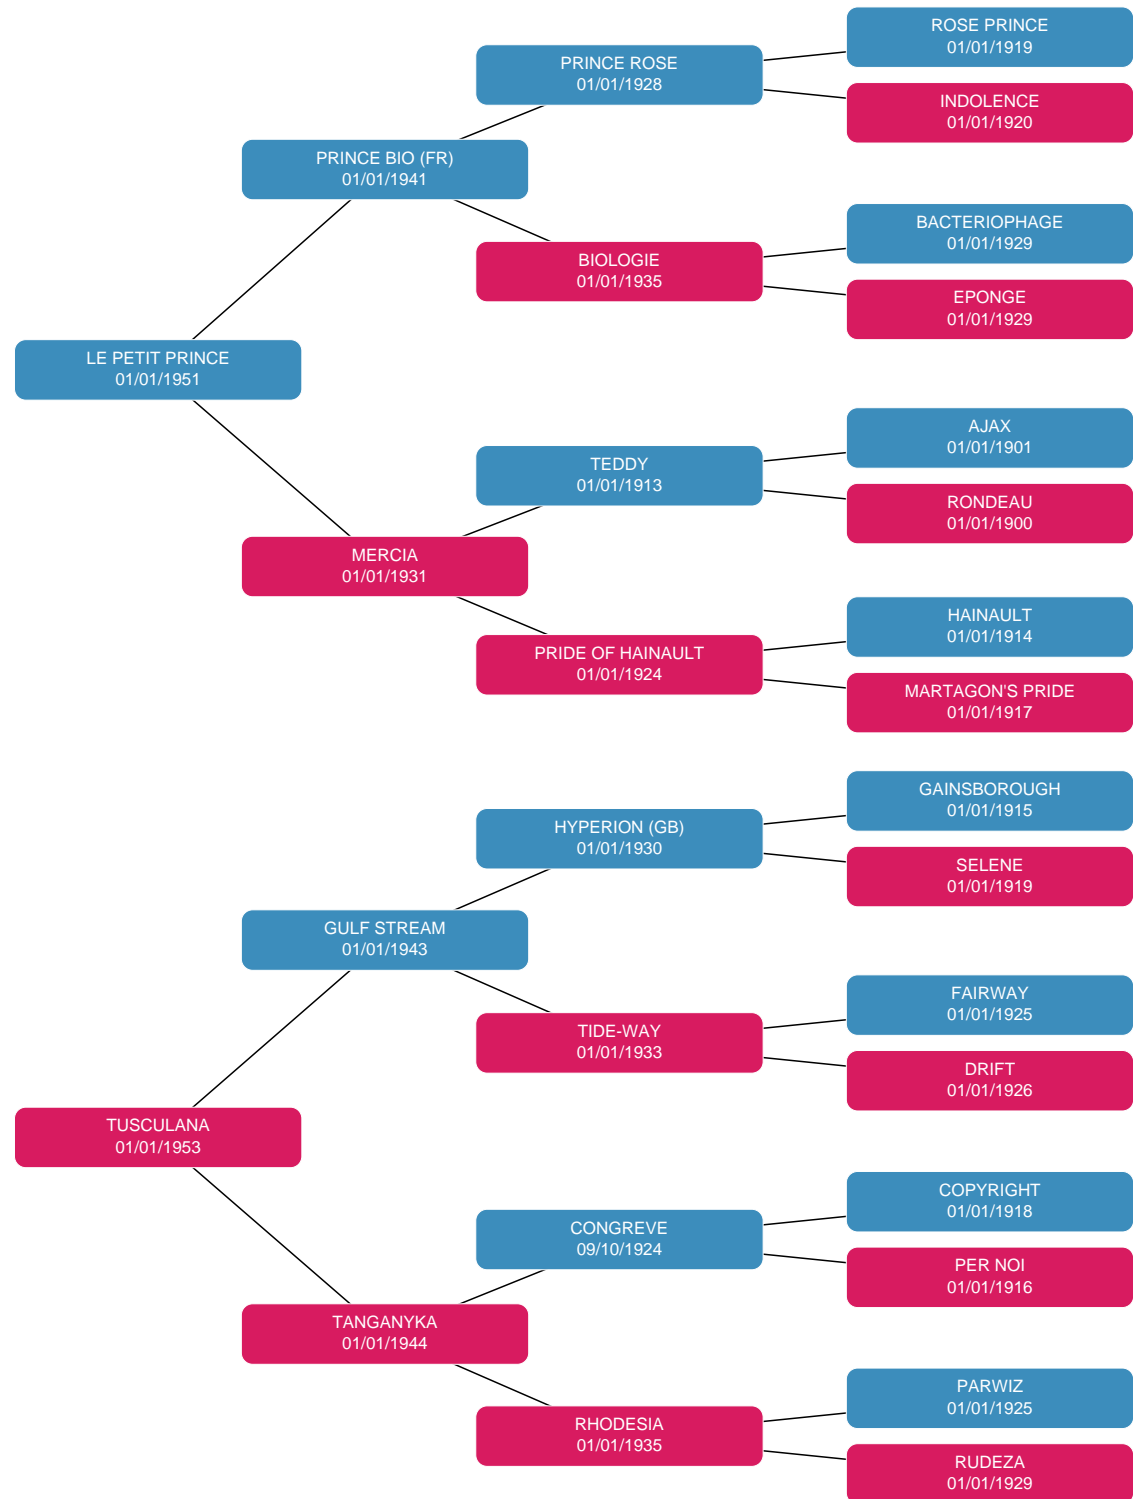 ROSE PRINCE
01/01/1919
PRINCE ROSE
01/01/1928
INDOLENCE
01/01/1920
PRINCE BIO (FR)
01/01/1941
BACTERIOPHAGE
01/01/1929
BIOLOGIE
01/01/1935
EPONGE
01/01/1929
LE PETIT PRINCE
01/01/1951
AJAX
01/01/1901
TEDDY
01/01/1913
RONDEAU
01/01/1900
MERCIA
01/01/1931
HAINAULT
01/01/1914
PRIDE OF HAINAULT
01/01/1924
MARTAGON'S PRIDE
01/01/1917
GAINSBOROUGH
01/01/1915
HYPERION (GB)
01/01/1930
SELENE
01/01/1919
GULF STREAM
01/01/1943
FAIRWAY
01/01/1925
TIDE-WAY
01/01/1933
DRIFT
01/01/1926
TUSCULANA
01/01/1953
COPYRIGHT
01/01/1918
CONGREVE
09/10/1924
PER NOI
01/01/1916
TANGANYKA
01/01/1944
PARWIZ
01/01/1925
RHODESIA
01/01/1935
RUDEZA
01/01/1929